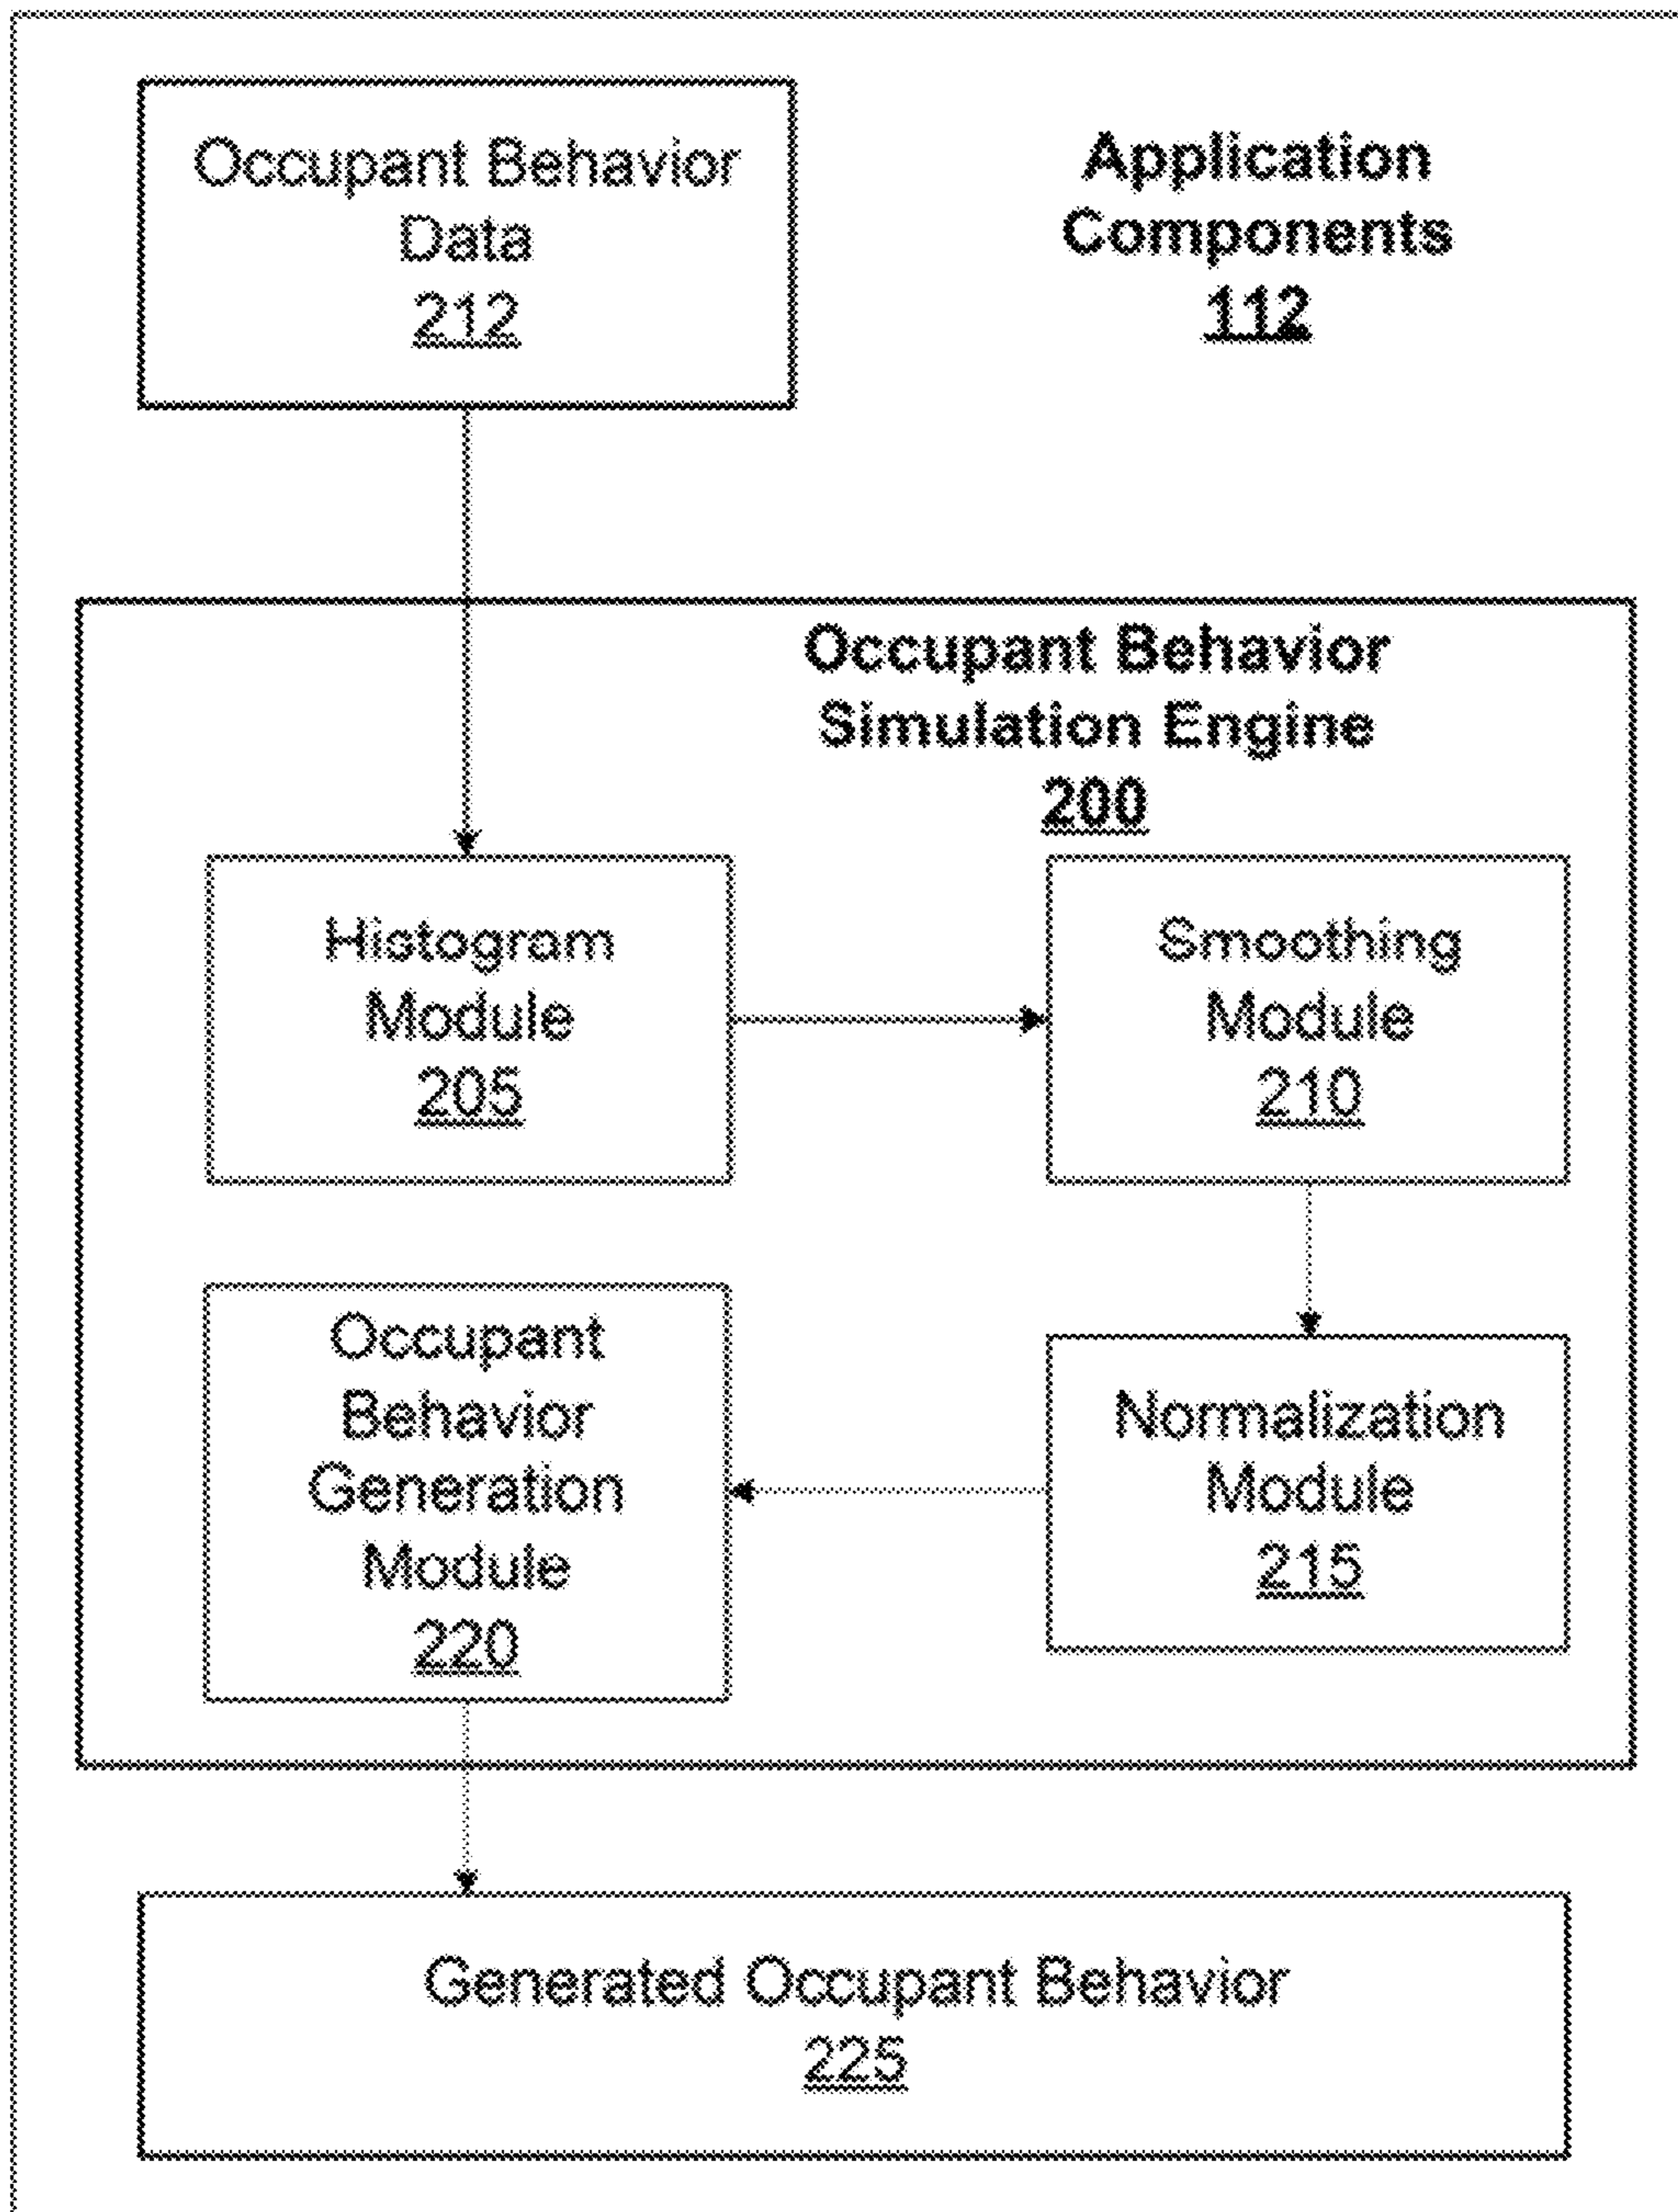 Occupant Behavior
Data
212
Application
Components
112
Occupant Behavior
Simulation Engine
200
Histogram
Module
205
Smoothing
Module
210
Occupant
Behavior
Generation
Module
220
Normalization
Module
215
Generated Occupant Behavior
225